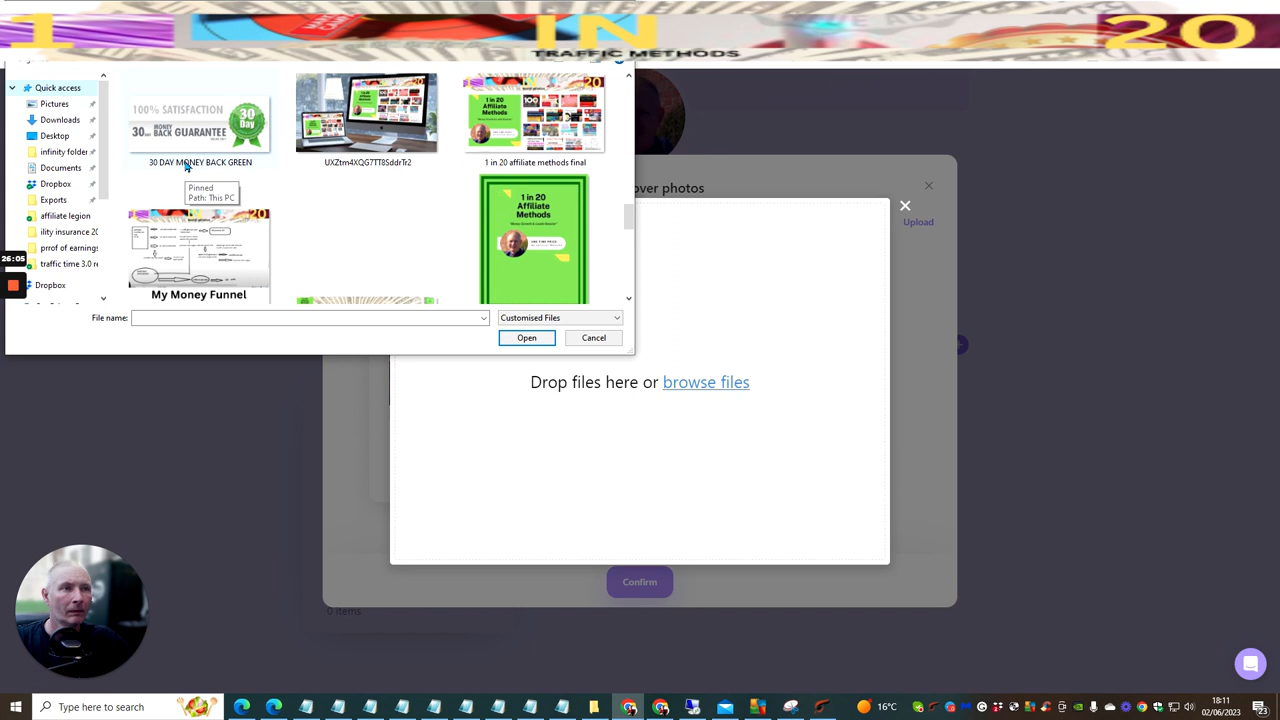 1 IN 20
TRAFFIC METHODS
Quick access
Pictures
Downloads
Desktop
infinity folder
Documents
Dropbox
Exports
affiliate legion
ility insurance 20
prrof of earnings
traffic time 3.0 re
Dropbox
100% SATISFACTION
30 DAY MONEY BACK GUARANTEE
30 Day
30 DAY MONEY BACK GREEN
UXZtm4XQG7TT8SddrTr2
1 in 20
Affiliate
Methods
20
100
1 in 20 affiliate methods final
Pinned
Path: This PC
20
My Money Funnel
1 in 20
Affiliate
Methods
File name:
Customised Files
Open
Cancel
over photos
Upload
Drop files here or browse files
Confirm
0 items
26:05
Type here to search
16°C
18:11
02/06/2023